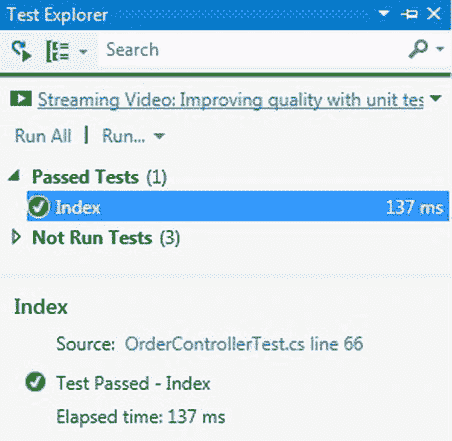 Test Explorer
Search
Streaming Video: Improving quality with unit tes
Run All | Run...
Passed Tests (1)
Index 137 ms
Not Run Tests (3)
Index
Source: OrderControllerTest.cs line 66
Test Passed - Index
Elapsed time: 137 ms